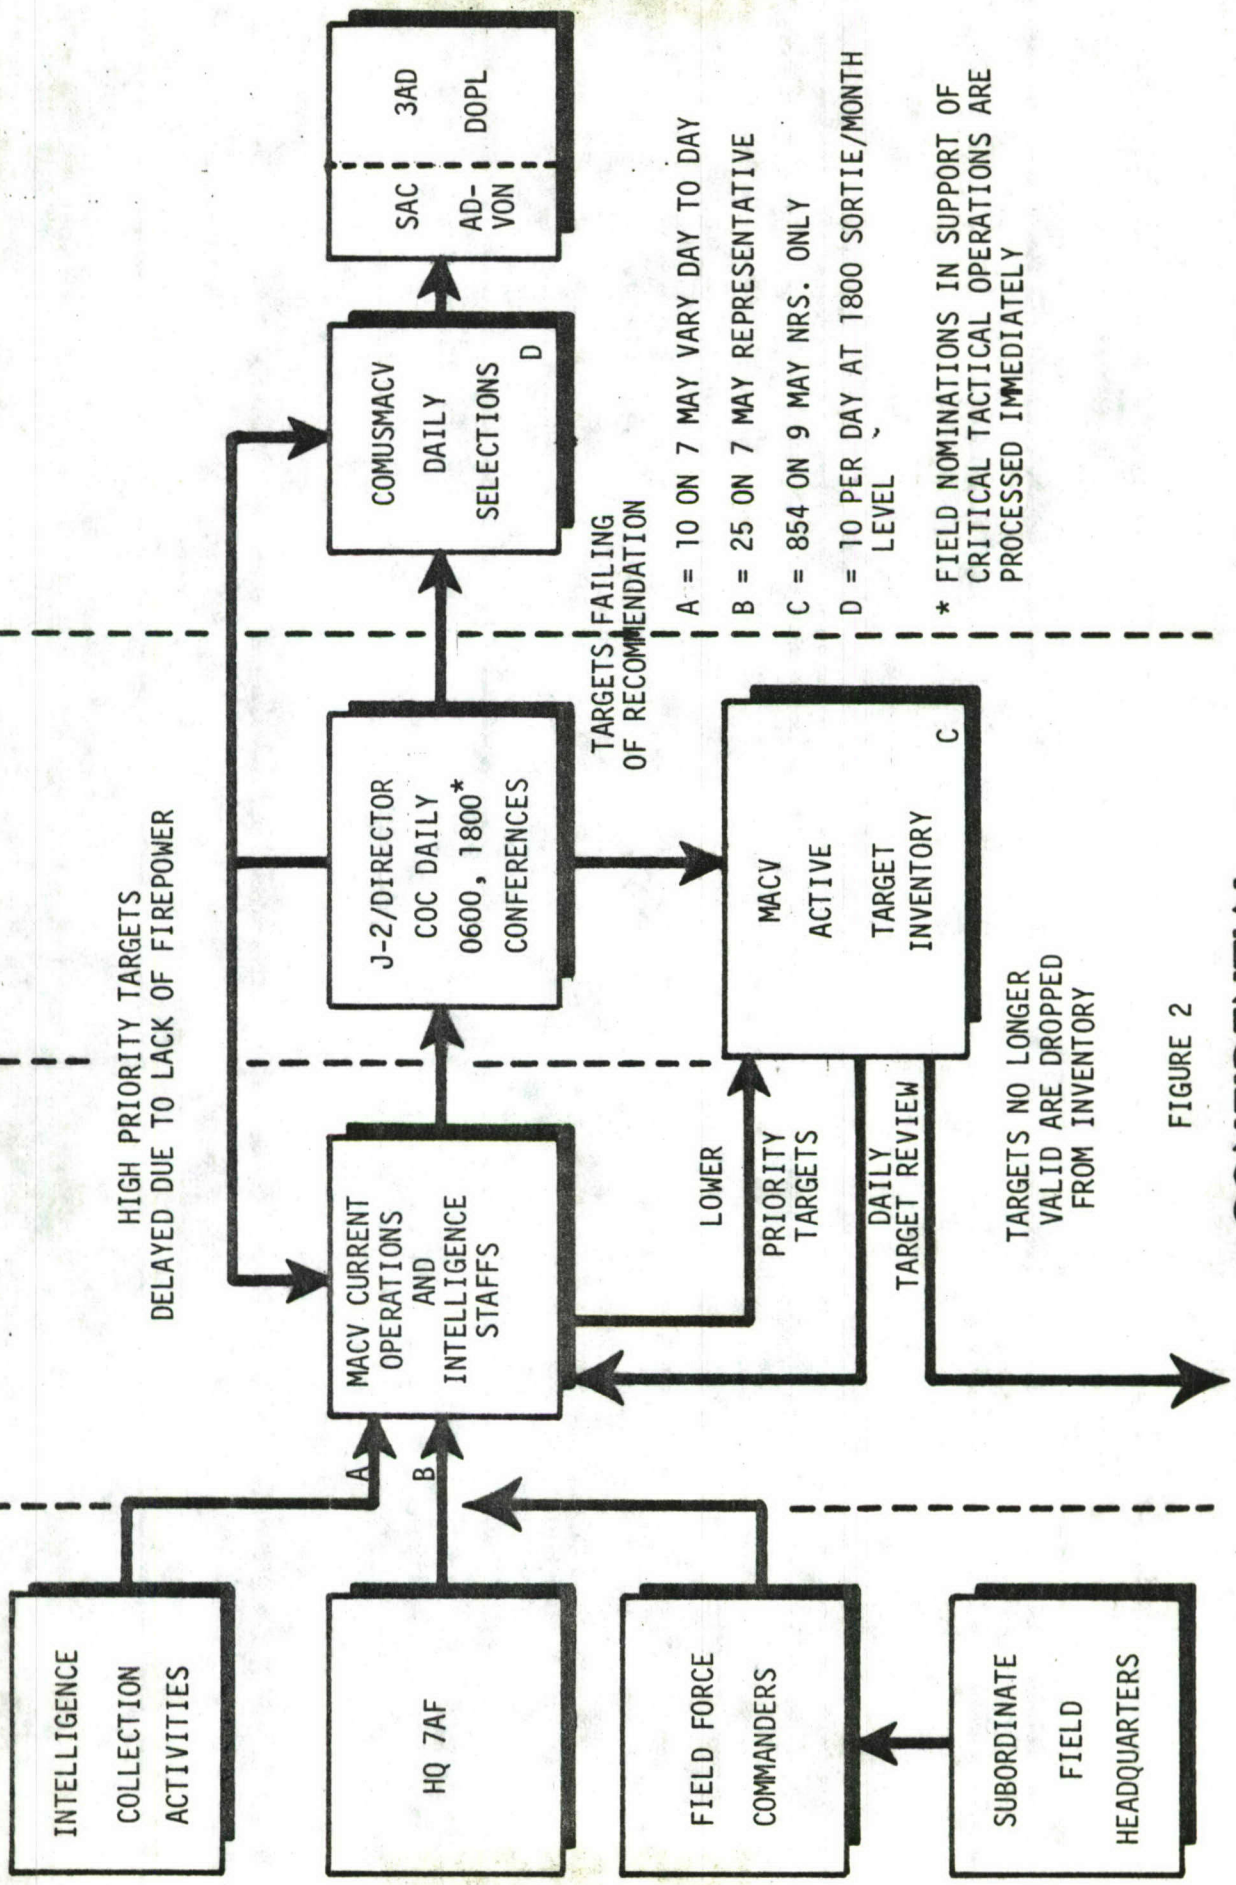 INTELLIGENCE
COLLECTION
ACTIVITIES
HQ 7AF
FIELD FORCE
COMMANDERS
SUBORDINATE
FIELD
HEADQUARTERS
A
B
HIGH PRIORITY TARGETS
DELAYED DUE TO LACK OF FIREPOWER
MACV CURRENT
OPERATIONS
AND
INTELLIGENCE
STAFFS
LOWER
PRIORITY
TARGETS
DAILY
TARGET REVIEW
J-2/DIRECTOR
COC DAILY
0600, 1800*
CONFERENCES
TARGETS FAILING
OF RECOMMENDATION
MACV
ACTIVE
TARGET
INVENTORY
C
TARGETS NO LONGER
VALID ARE DROPPED
FROM INVENTORY
COMUSMACV
DAILY
SELECTIONS
D
SAC
AD-
VON
3AD
DOPL
A = 10 ON 7 MAY VARY DAY TO DAY
B = 25 ON 7 MAY REPRESENTATIVE
C = 854 ON 9 MAY NRS. ONLY
D = 10 PER DAY AT 1800 SORTIE/MONTH
LEVEL
* FIELD NOMINATIONS IN SUPPORT OF
CRITICAL TACTICAL OPERATIONS ARE
PROCESSED IMMEDIATELY
FIGURE 2